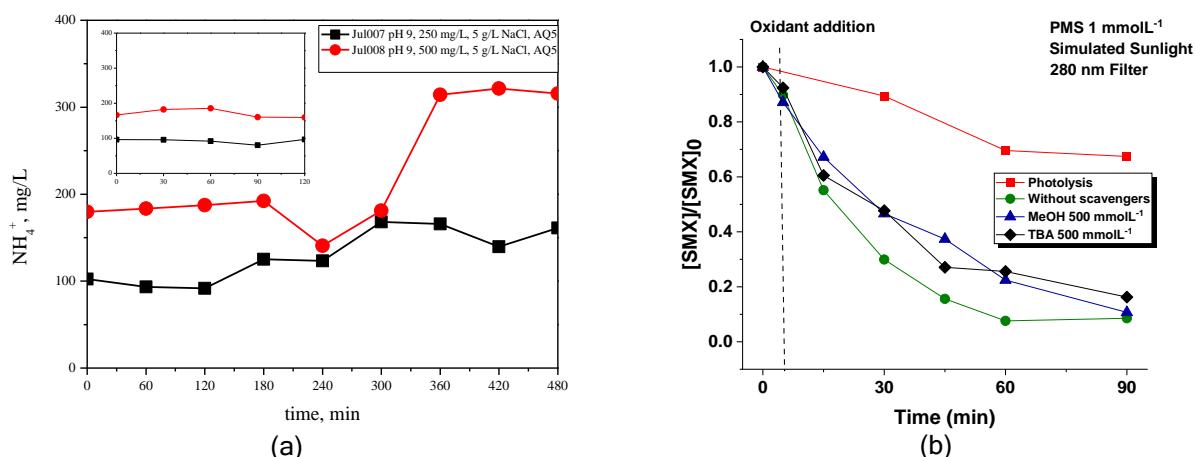 400
300
200
100
0
NH₄⁺, mg/L
0 60 120 180 240 300 360 420 480
time, min
Jul007 pH 9, 250 mg/L, 5 g/L NaCl, AQ5
Jul008 pH 9, 500 mg/L, 5 g/L NaCl, AQ5
400
300
200
100
0
0 30 60 90 120
(a)
Oxidant addition
PMS 1 mmolL⁻¹
Simulated Sunlight
280 nm Filter
1.0
0.8
0.6
0.4
0.2
0.0
[SMX]/[SMX]₀
Photolysis
Without scavengers
MeOH 500 mmolL⁻¹
TBA 500 mmolL⁻¹
0 30 60 90
Time (min)
(b)